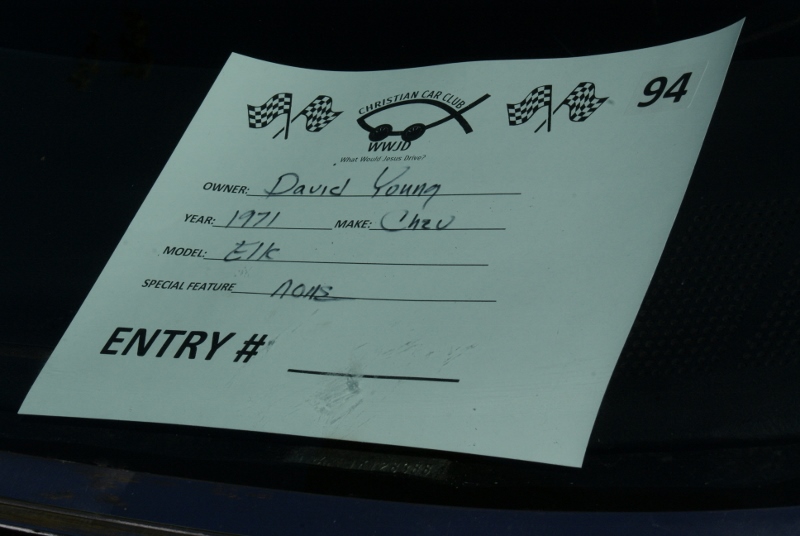 94
CHRISTIAN CAR CLUB
WWJD
What Would Jesus Drive?
OWNER: David Young
YEAR: 1971 MAKE: Chev
MODEL: Elk
SPECIAL FEATURE none
ENTRY #